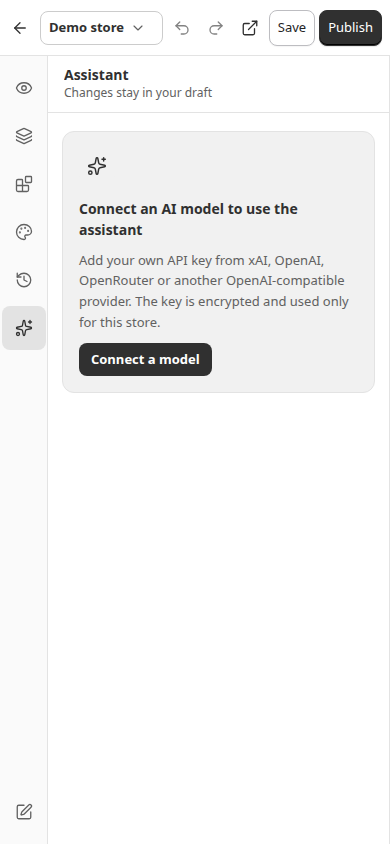 Demo store
Save
Publish
Assistant
Changes stay in your draft
Connect an AI model to use the
assistant
Add your own API key from xAI, OpenAI,
OpenRouter or another OpenAI-compatible
provider. The key is encrypted and used only
for this store.
Connect a model